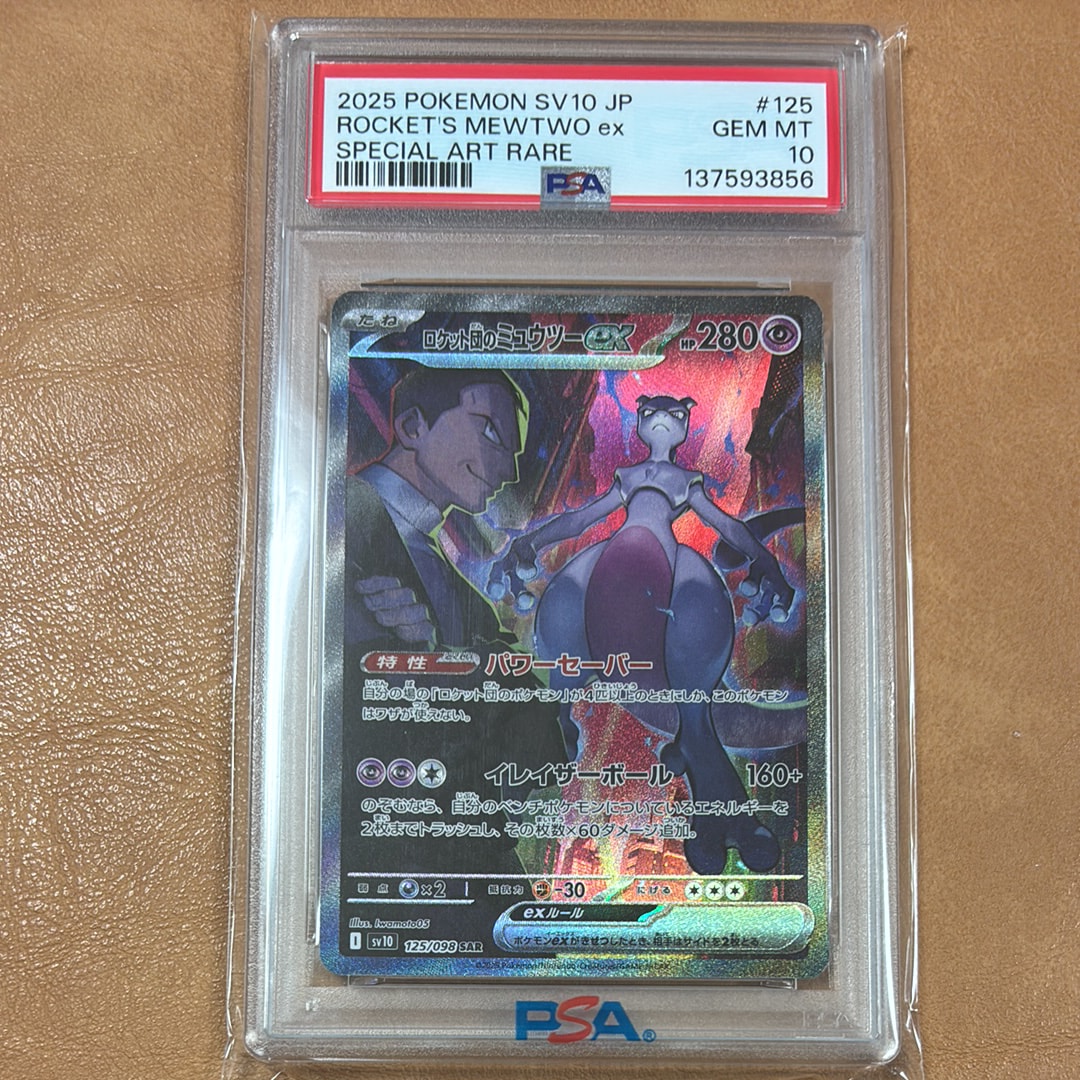 2025 POKEMON SV10 JP #125
ROCKET'S MEWTWO ex GEM MT
SPECIAL ART RARE 10
PSA 137593856
たね
ロケット団のミュウツーex HP280
特性 パワーセーバー
自分の場の「ロケット団のポケモン」が4匹以上のときにしか、このポケモン
はワザが使えない。
イレイザーボール 160+
のぞむなら、自分のベンチポケモンについているエネルギーを
2枚までトラッシュし、その枚数×60ダメージ追加。
弱点 ×2 抵抗力 -30 にげる
Illus. Iwamoto05
exルール
I sv10 125/098 SAR
ポケモンexがきぜつしたとき、相手はサイドを2枚とる
PSA®